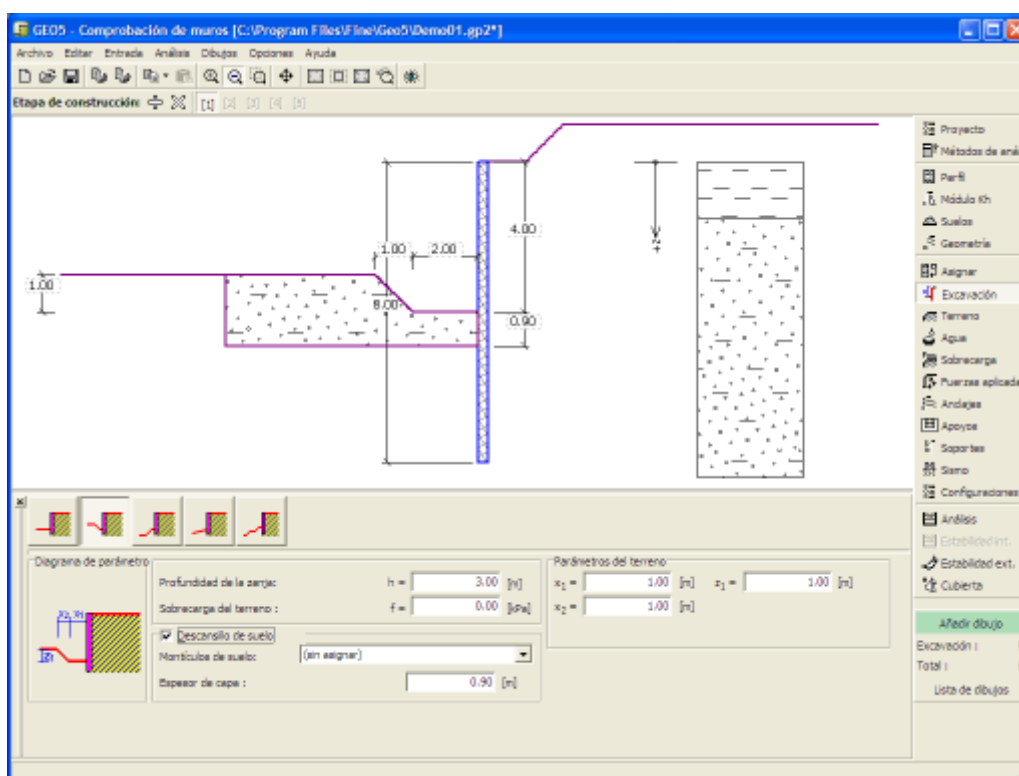 GEO5 - Comprobación de muros [C:\Program Files\Fine\Geo5\Demo01.gp2*]
Archivo Editar Entrada Análisis Dibujos Opciones Ayuda
Etapa de construcción: [1] [2] [3] [4] [5]
1.00
1.00 2.00
8.00
4.00
0.90
+z
Proyecto
Métodos de aná
Perfil
Módulo Kh
Suelos
Geometría
Asignar
Excavación
Terreno
Agua
Sobrecarga
Fuerzas aplicada
Anclajes
Apoyos
Soportes
Sismo
Configuraciones
Análisis
Estabilidad int.
Estabilidad ext.
Cubierta
Añadir dibujo
Excavación :
Total :
Lista de dibujos
Diagrama de parámetro
Profundidad de la zanja: h = 3.00 [m]
Sobrecarga del terreno : f = 0.00 [kPa]
Descansillo de suelo
Montículos de suelo: (sin asignar)
Espesor de capa : 0.90 [m]
Parámetros del terreno
x1 = 1.00 [m] z1 = 1.00 [m]
x2 = 1.00 [m]